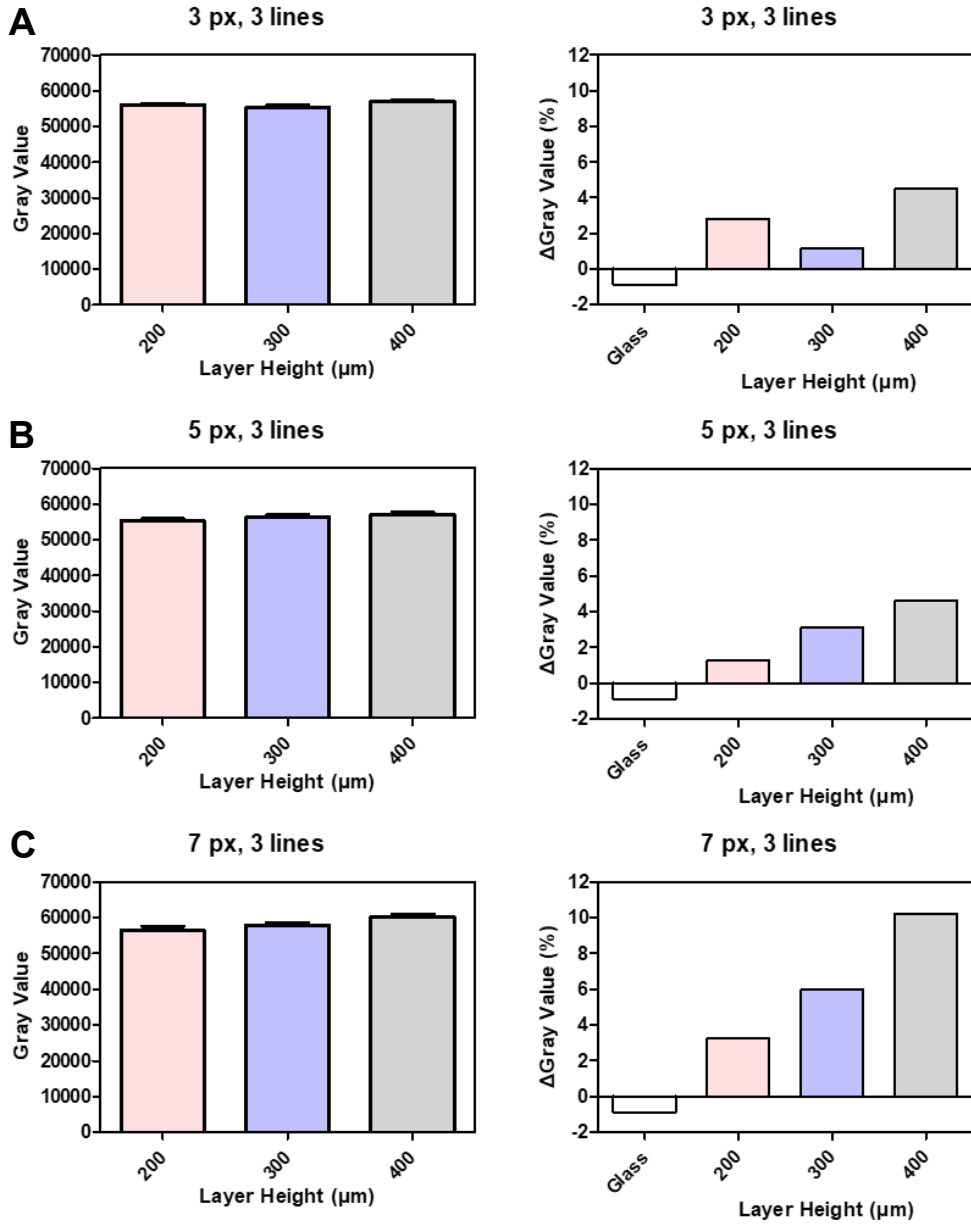 A
3 px, 3 lines
70000
60000
50000
40000
30000
20000
10000
0
Gray Value
200
300
400
Layer Height (µm)
3 px, 3 lines
12
10
8
6
4
2
0
-2
ΔGray Value (%)
Glass
200
300
400
Layer Height (µm)
B
5 px, 3 lines
70000
60000
50000
40000
30000
20000
10000
0
Gray Value
200
300
400
Layer Height (µm)
5 px, 3 lines
12
10
8
6
4
2
0
-2
ΔGray Value (%)
Glass
200
300
400
Layer Height (µm)
C
7 px, 3 lines
70000
60000
50000
40000
30000
20000
10000
0
Gray Value
200
300
400
Layer Height (µm)
7 px, 3 lines
12
10
8
6
4
2
0
-2
ΔGray Value (%)
Glass
200
300
400
Layer Height (µm)